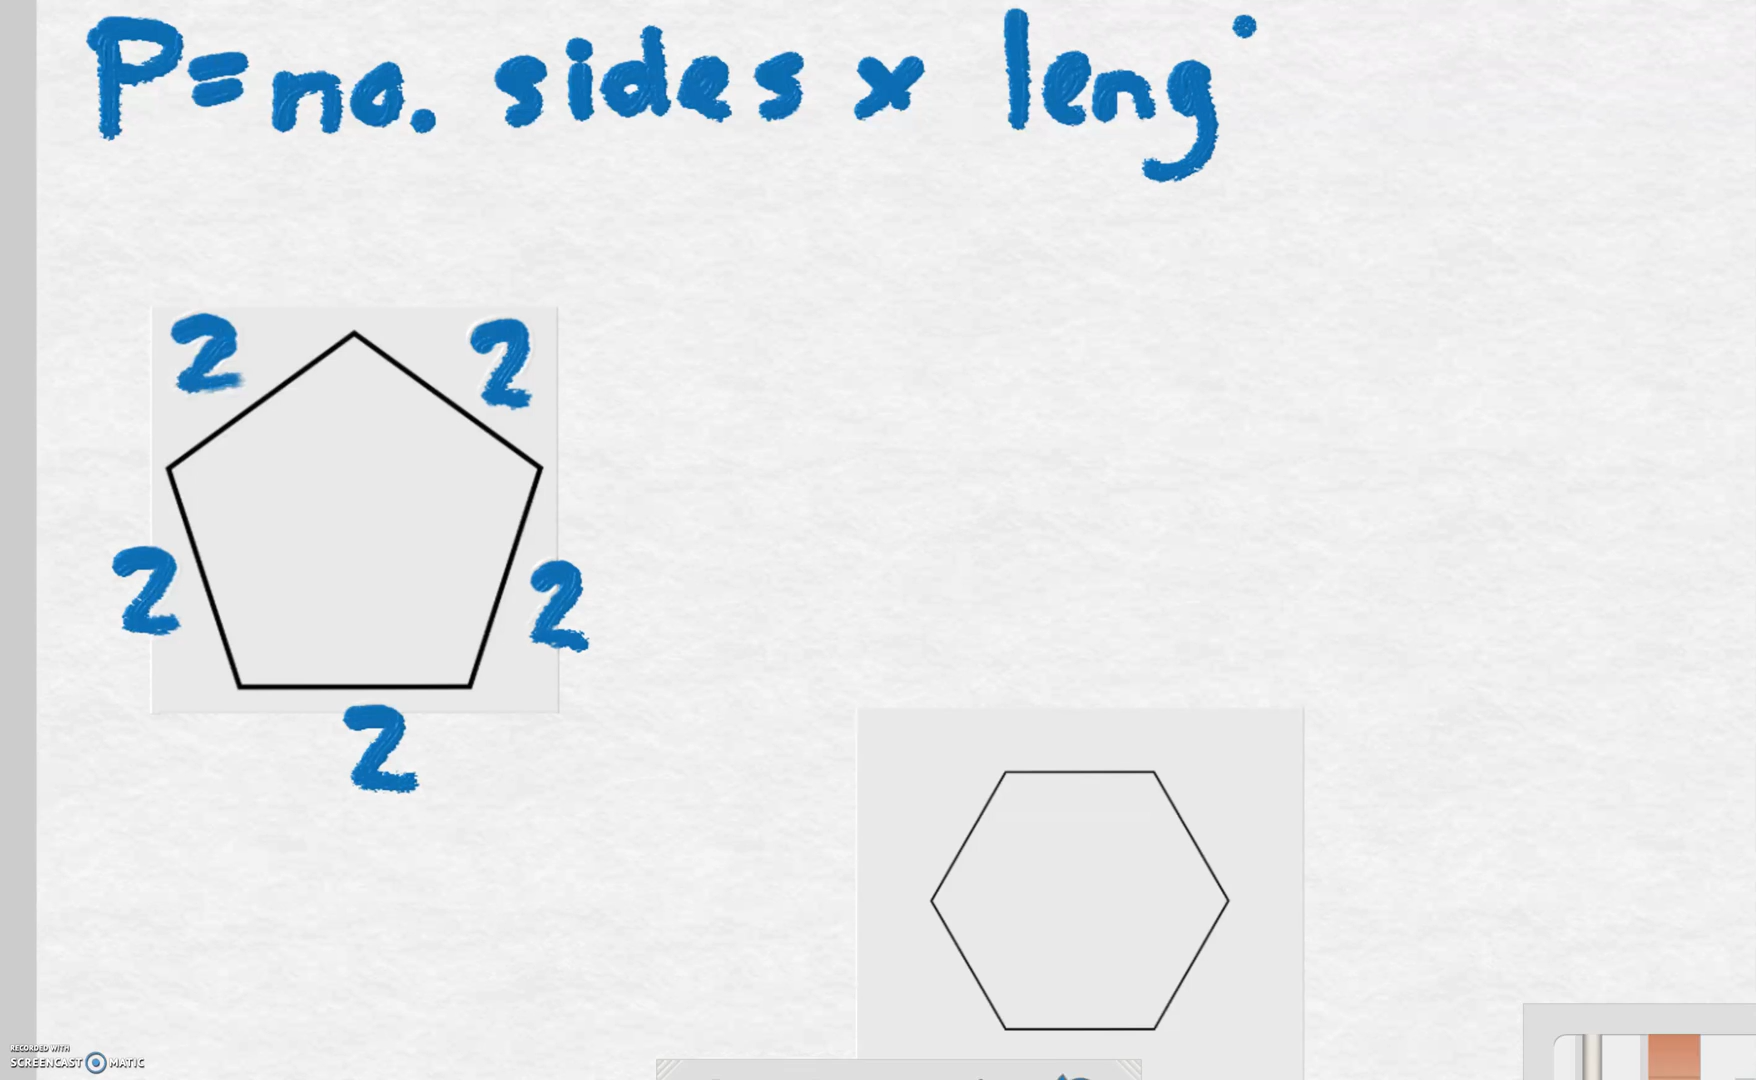 P = no. sides x leng
2 2
2 2
2
RECORDED WITH
SCREENCAST MATIC